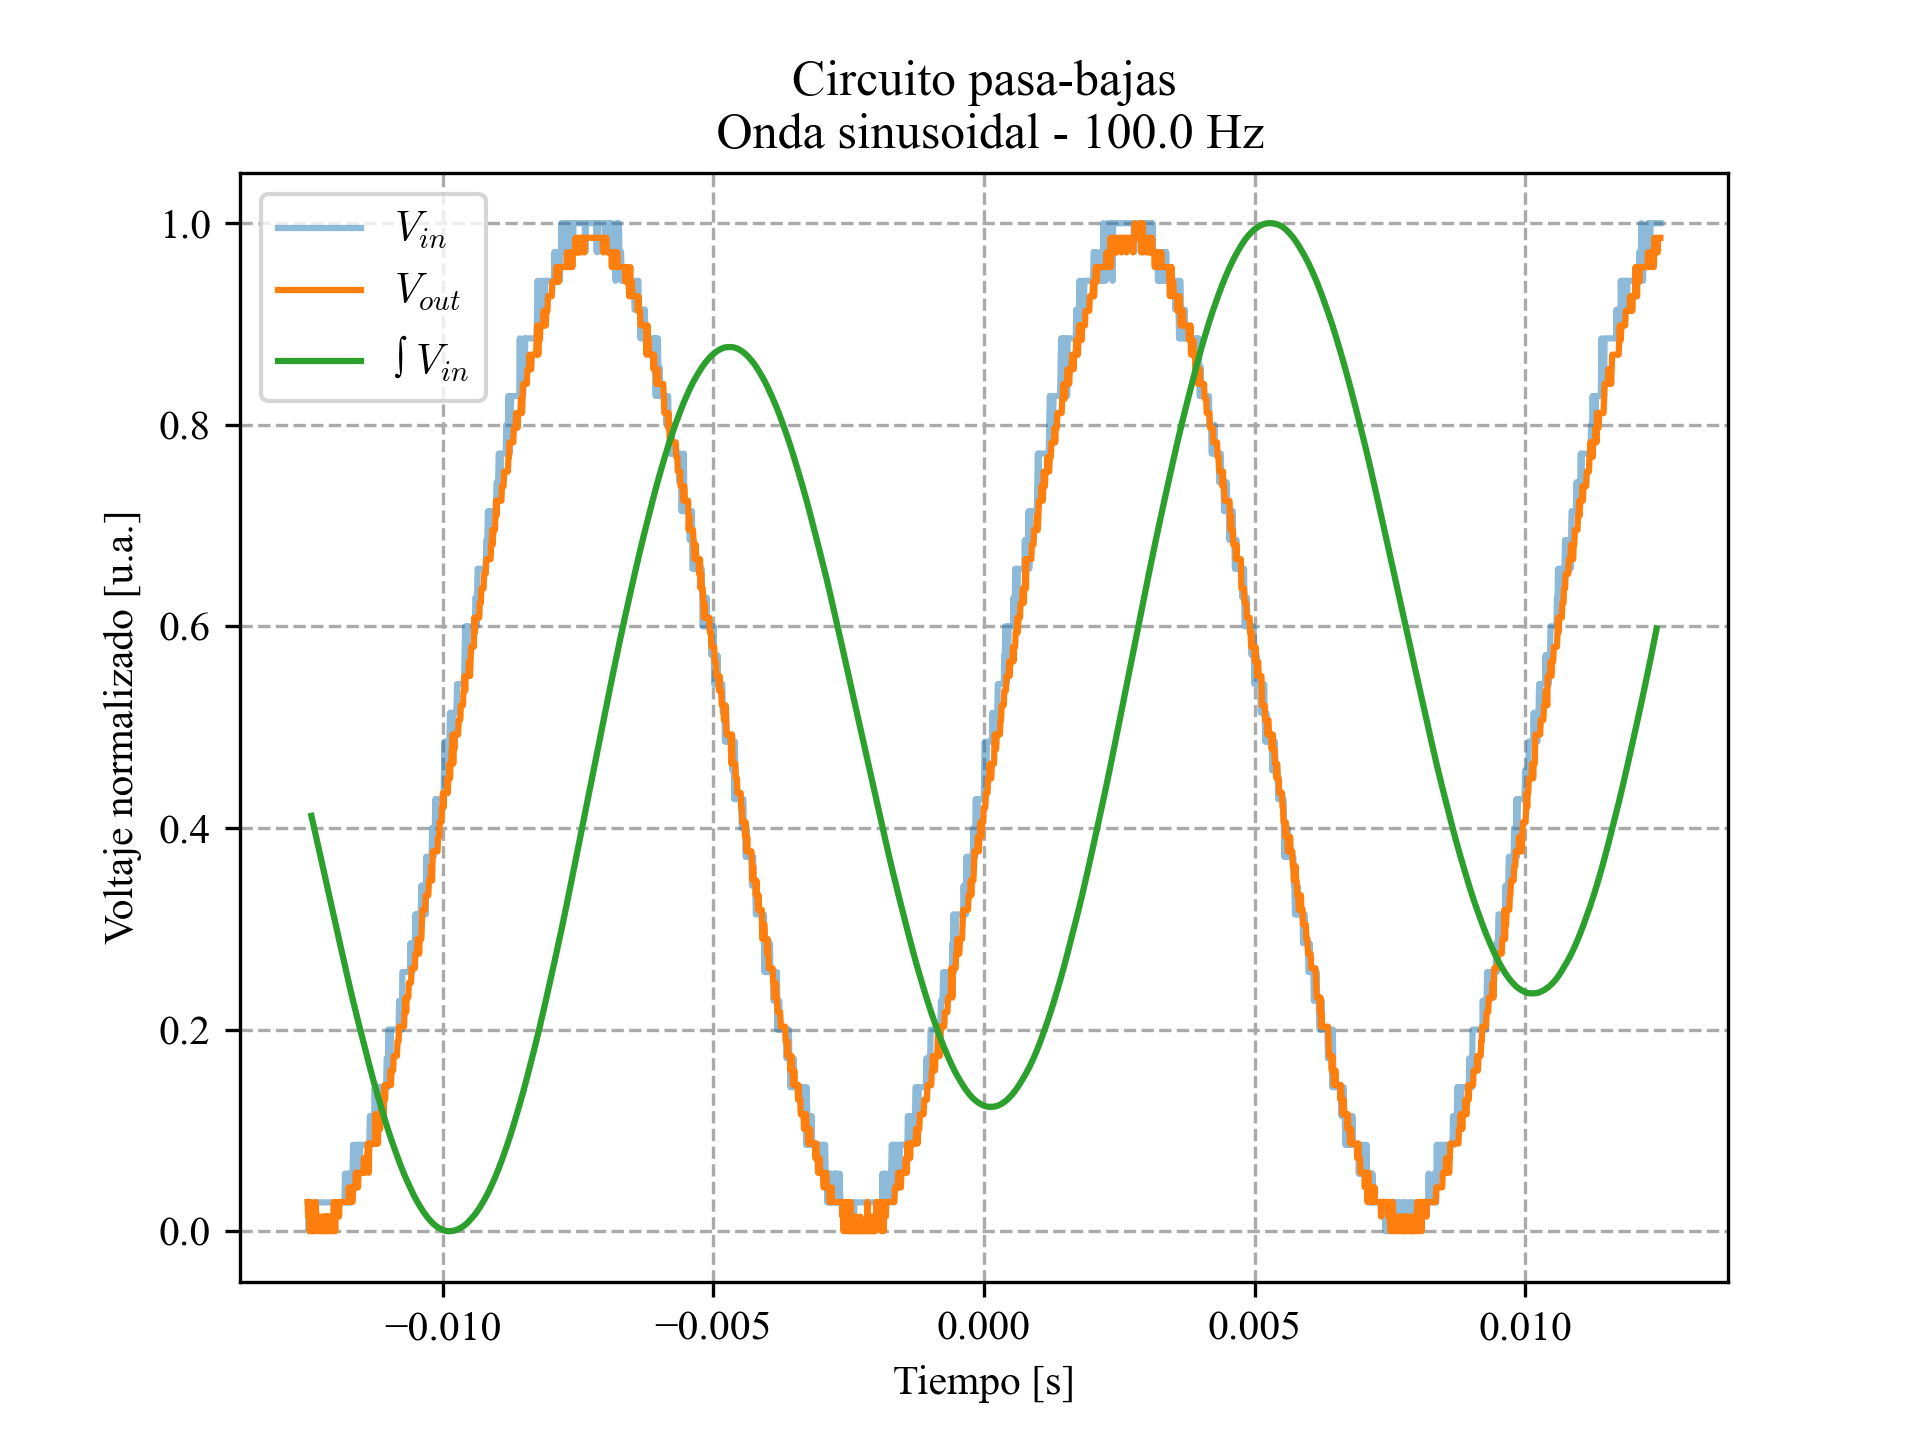 Circuito pasa-bajas
Onda sinusoidal - 100.0 Hz
V_in
V_out
∫ V_in
1.0
0.8
0.6
0.4
0.2
0.0
Voltaje normalizado [u.a.]
−0.010
−0.005
0.000
0.005
0.010
Tiempo [s]